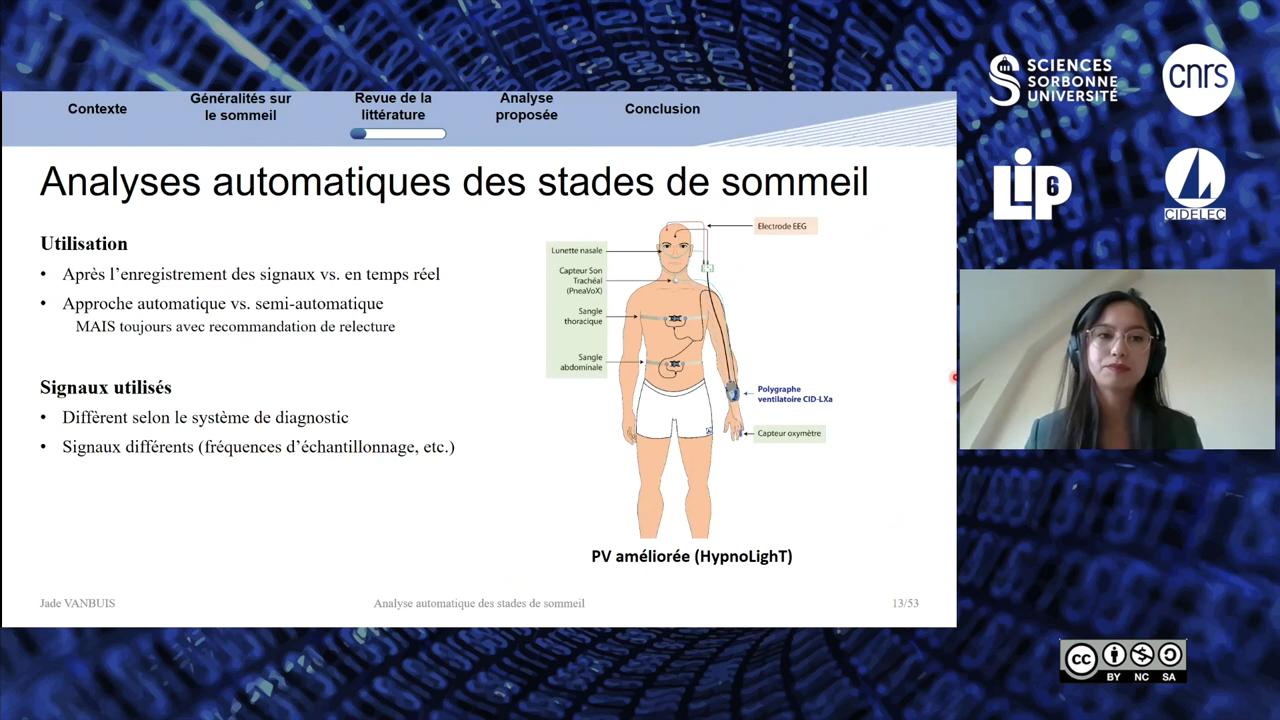 Contexte
Généralités sur
le sommeil
Revue de la
littérature
Analyse
proposée
Conclusion
Analyses automatiques des stades de sommeil
Utilisation
• Après l’enregistrement des signaux vs. en temps réel
• Approche automatique vs. semi-automatique
MAIS toujours avec recommandation de relecture
Signaux utilisés
• Diffèrent selon le système de diagnostic
• Signaux différents (fréquences d’échantillonnage, etc.)
Electrode EEG
Lunette nasale
Capteur Son
Trachéal
(PneaVoX)
Sangle
thoracique
Sangle
abdominale
Polygraphe
ventilatoire CID-LXa
Capteur oxymètre
PV améliorée (HypnoLighT)
Jade VANBUIS
Analyse automatique des stades de sommeil
13/53
SCIENCES
SORBONNE
UNIVERSITÉ
cnrs
LIP6
CIDELEC
cc
BY NC SA